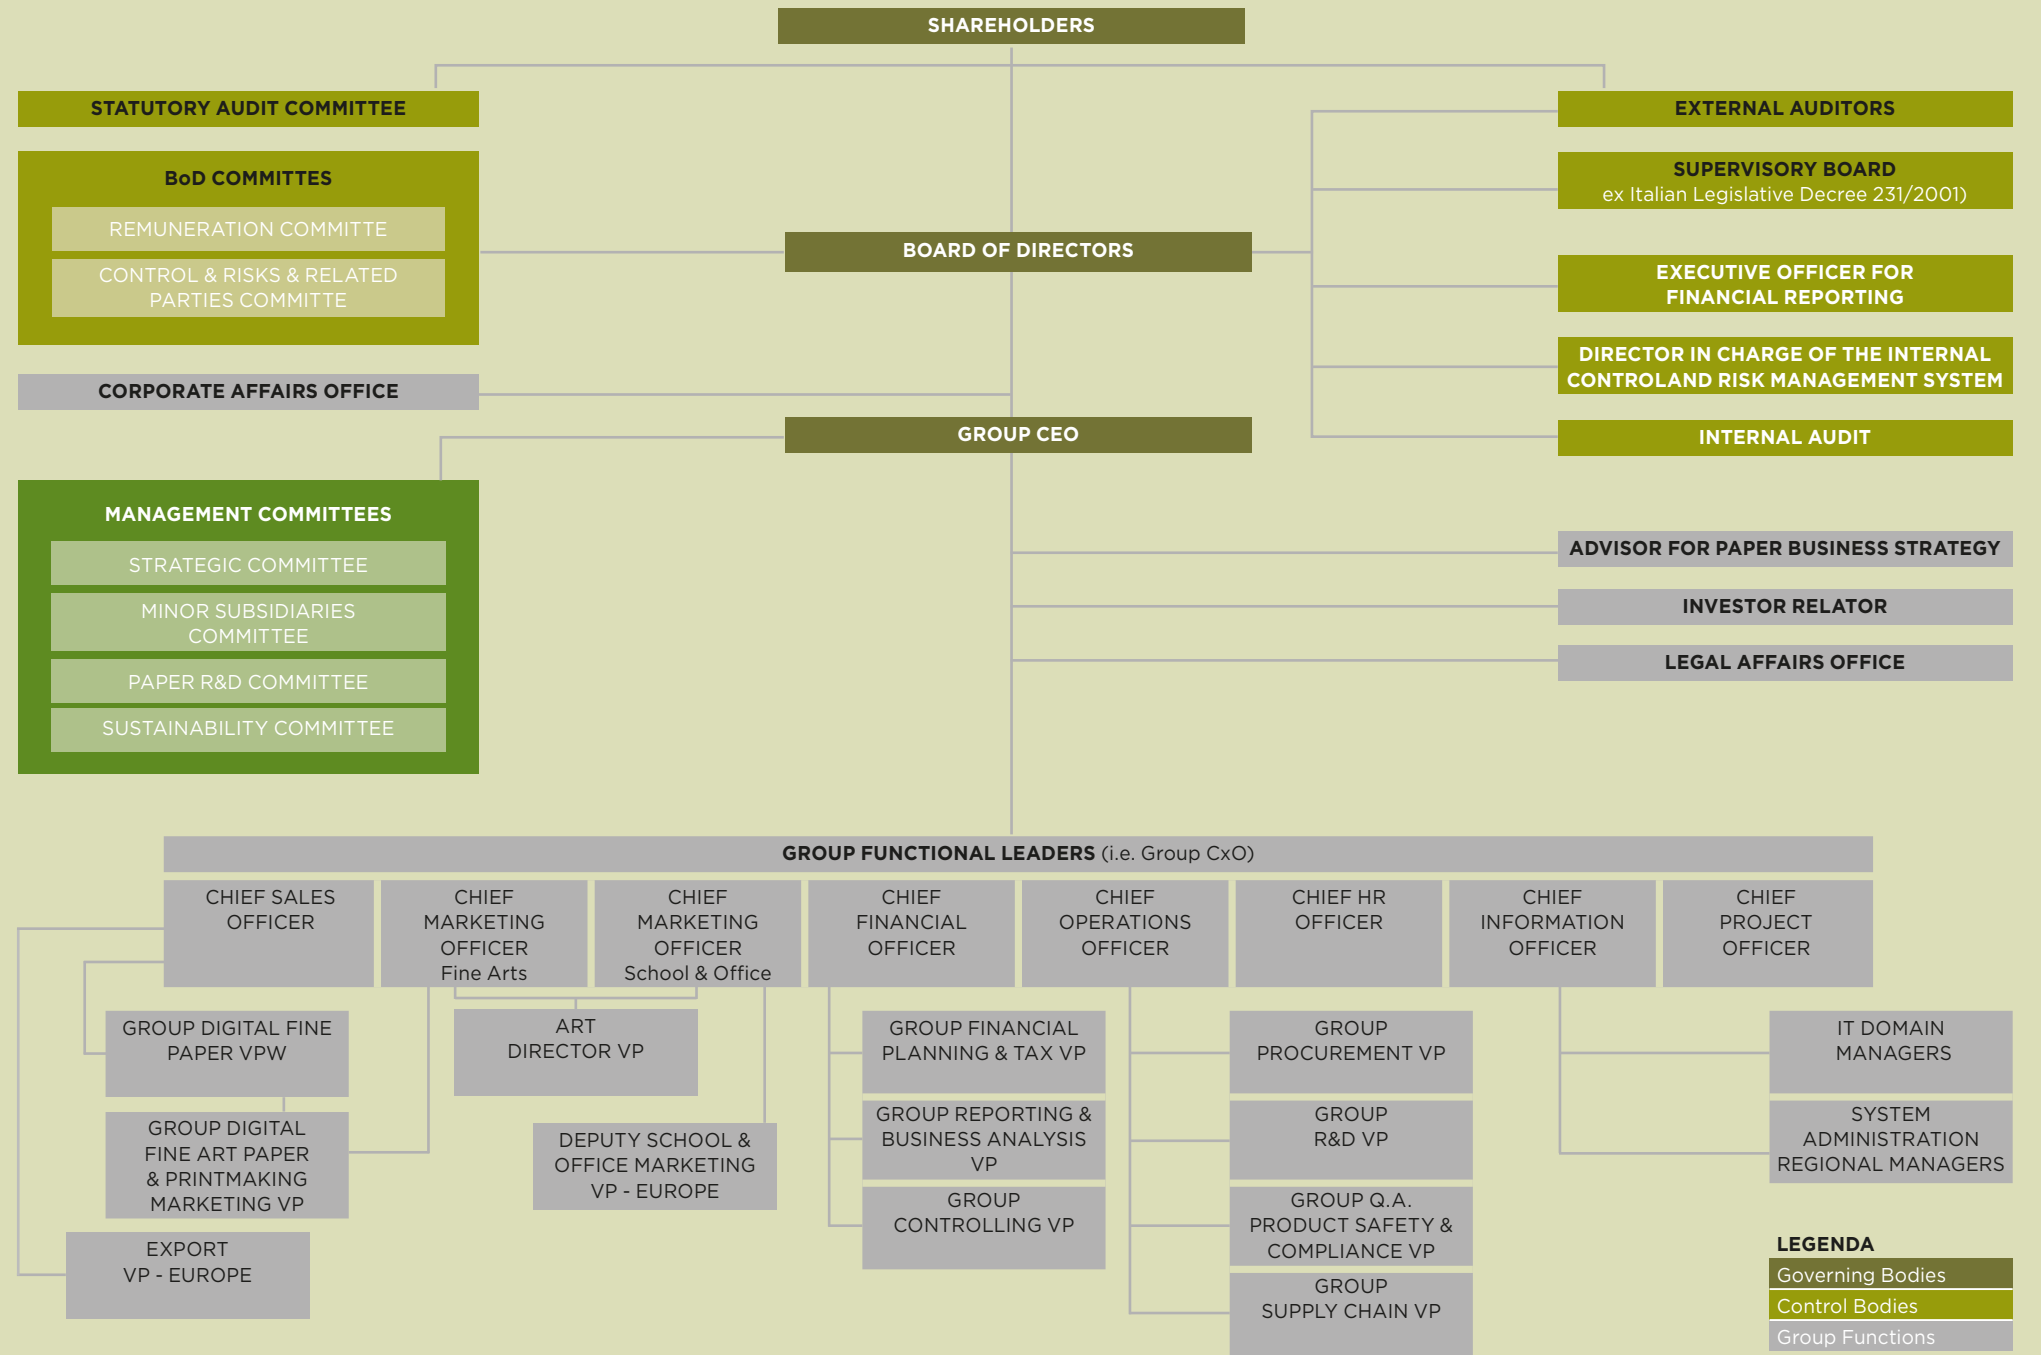 SHAREHOLDERS
STATUTORY AUDIT COMMITTEE
EXTERNAL AUDITORS
BoD COMMITTES
REMUNERATION COMMITTE
CONTROL & RISKS & RELATED
PARTIES COMMITTE
SUPERVISORY BOARD
ex Italian Legislative Decree 231/2001)
BOARD OF DIRECTORS
EXECUTIVE OFFICER FOR
FINANCIAL REPORTING
DIRECTOR IN CHARGE OF THE INTERNAL
CONTROLAND RISK MANAGEMENT SYSTEM
CORPORATE AFFAIRS OFFICE
GROUP CEO
INTERNAL AUDIT
MANAGEMENT COMMITTEES
STRATEGIC COMMITTEE
MINOR SUBSIDIARIES
COMMITTEE
PAPER R&D COMMITTEE
SUSTAINABILITY COMMITTEE
ADVISOR FOR PAPER BUSINESS STRATEGY
INVESTOR RELATOR
LEGAL AFFAIRS OFFICE
GROUP FUNCTIONAL LEADERS (i.e. Group CxO)
CHIEF SALES
OFFICER
CHIEF
MARKETING
OFFICER
Fine Arts
CHIEF
MARKETING
OFFICER
School & Office
CHIEF
FINANCIAL
OFFICER
CHIEF
OPERATIONS
OFFICER
CHIEF HR
OFFICER
CHIEF
INFORMATION
OFFICER
CHIEF
PROJECT
OFFICER
GROUP DIGITAL FINE
PAPER VPW
GROUP DIGITAL
FINE ART PAPER
& PRINTMAKING
MARKETING VP
EXPORT
VP - EUROPE
ART
DIRECTOR VP
DEPUTY SCHOOL &
OFFICE MARKETING
VP - EUROPE
GROUP FINANCIAL
PLANNING & TAX VP
GROUP REPORTING &
BUSINESS ANALYSIS
VP
GROUP
CONTROLLING VP
GROUP
PROCUREMENT VP
GROUP
R&D VP
GROUP Q.A.
PRODUCT SAFETY &
COMPLIANCE VP
GROUP
SUPPLY CHAIN VP
IT DOMAIN
MANAGERS
SYSTEM
ADMINISTRATION
REGIONAL MANAGERS
LEGENDA
Governing Bodies
Control Bodies
Group Functions